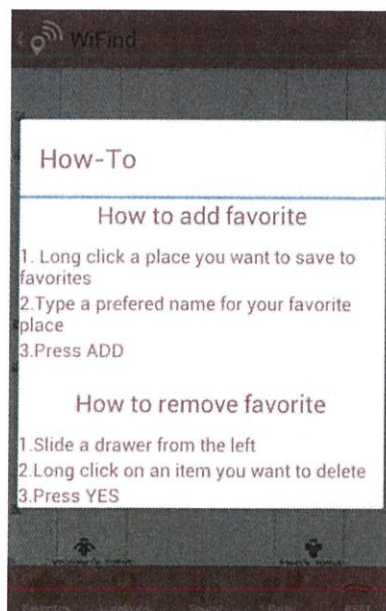 WiFind
How-To
How to add favorite
1. Long click a place you want to save to
favorites
2.Type a prefered name for your favorite
place
3.Press ADD
How to remove favorite
1.Slide a drawer from the left
2.Long click on an item you want to delete
3.Press YES